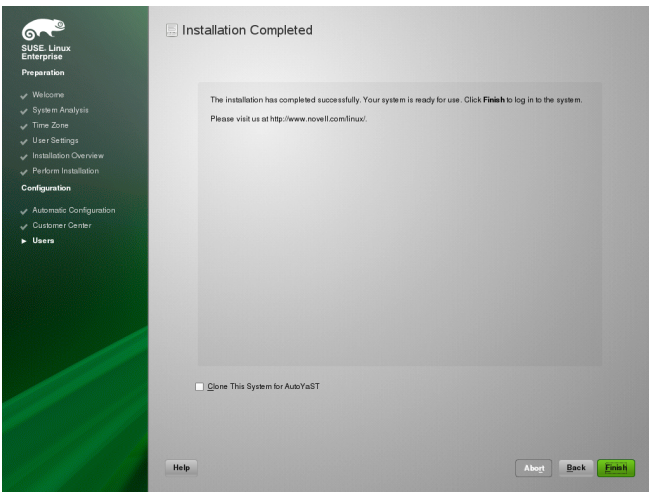 SUSE. Linux
Enterprise
Preparation
Welcome
System Analysis
Time Zone
User Settings
Installation Overview
Perform Installation
Configuration
Automatic Configuration
Customer Center
Users
Installation Completed
The installation has completed successfully. Your system is ready for use. Click Finish to log in to the system.
Please visit us at http://www.novell.com/linux/.
Clone This System for AutoYaST
Help
Abort
Back
Finish